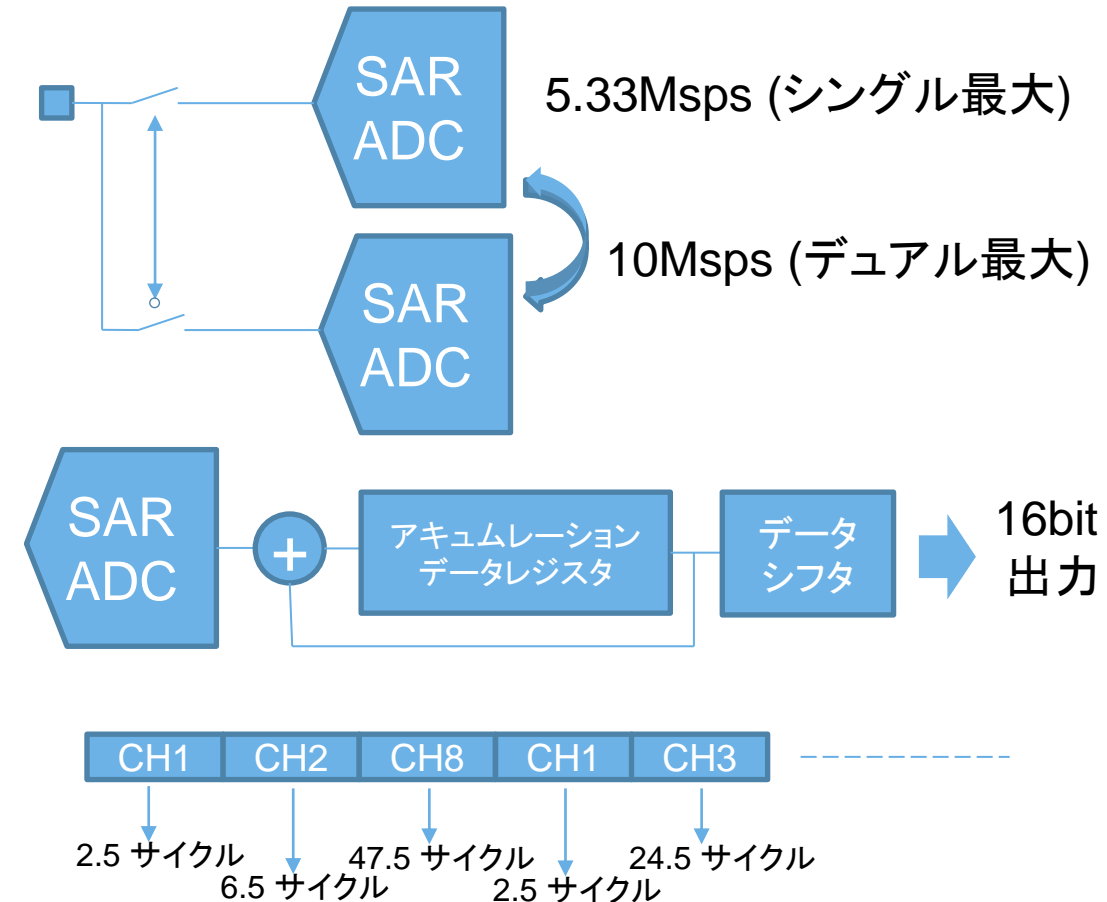 SAR
ADC
5.33Msps (シングル最大)
10Msps (デュアル最大)
SAR
ADC
SAR
ADC
+
アキュムレーション
データレジスタ
データ
シフタ
16bit
出力
CH1
CH2
CH8
CH1
CH3
2.5 サイクル
6.5 サイクル
47.5 サイクル
2.5 サイクル
24.5 サイクル